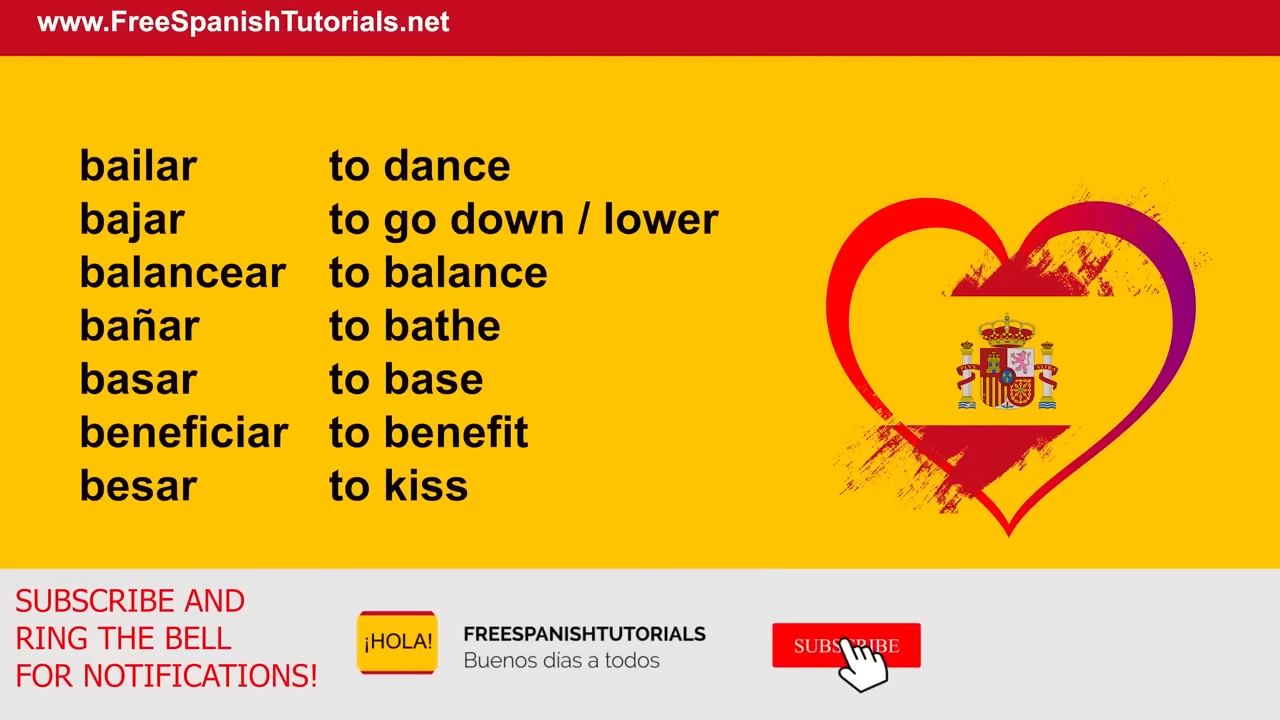 www.FreeSpanishTutorials.net
bailar to dance
bajar to go down / lower
balancear to balance
bañar to bathe
basar to base
beneficiar to benefit
besar to kiss
SUBSCRIBE AND
RING THE BELL
FOR NOTIFICATIONS!
¡HOLA!
FREESPANISHTUTORIALS
Buenos días a todos
SUBSCRIBE